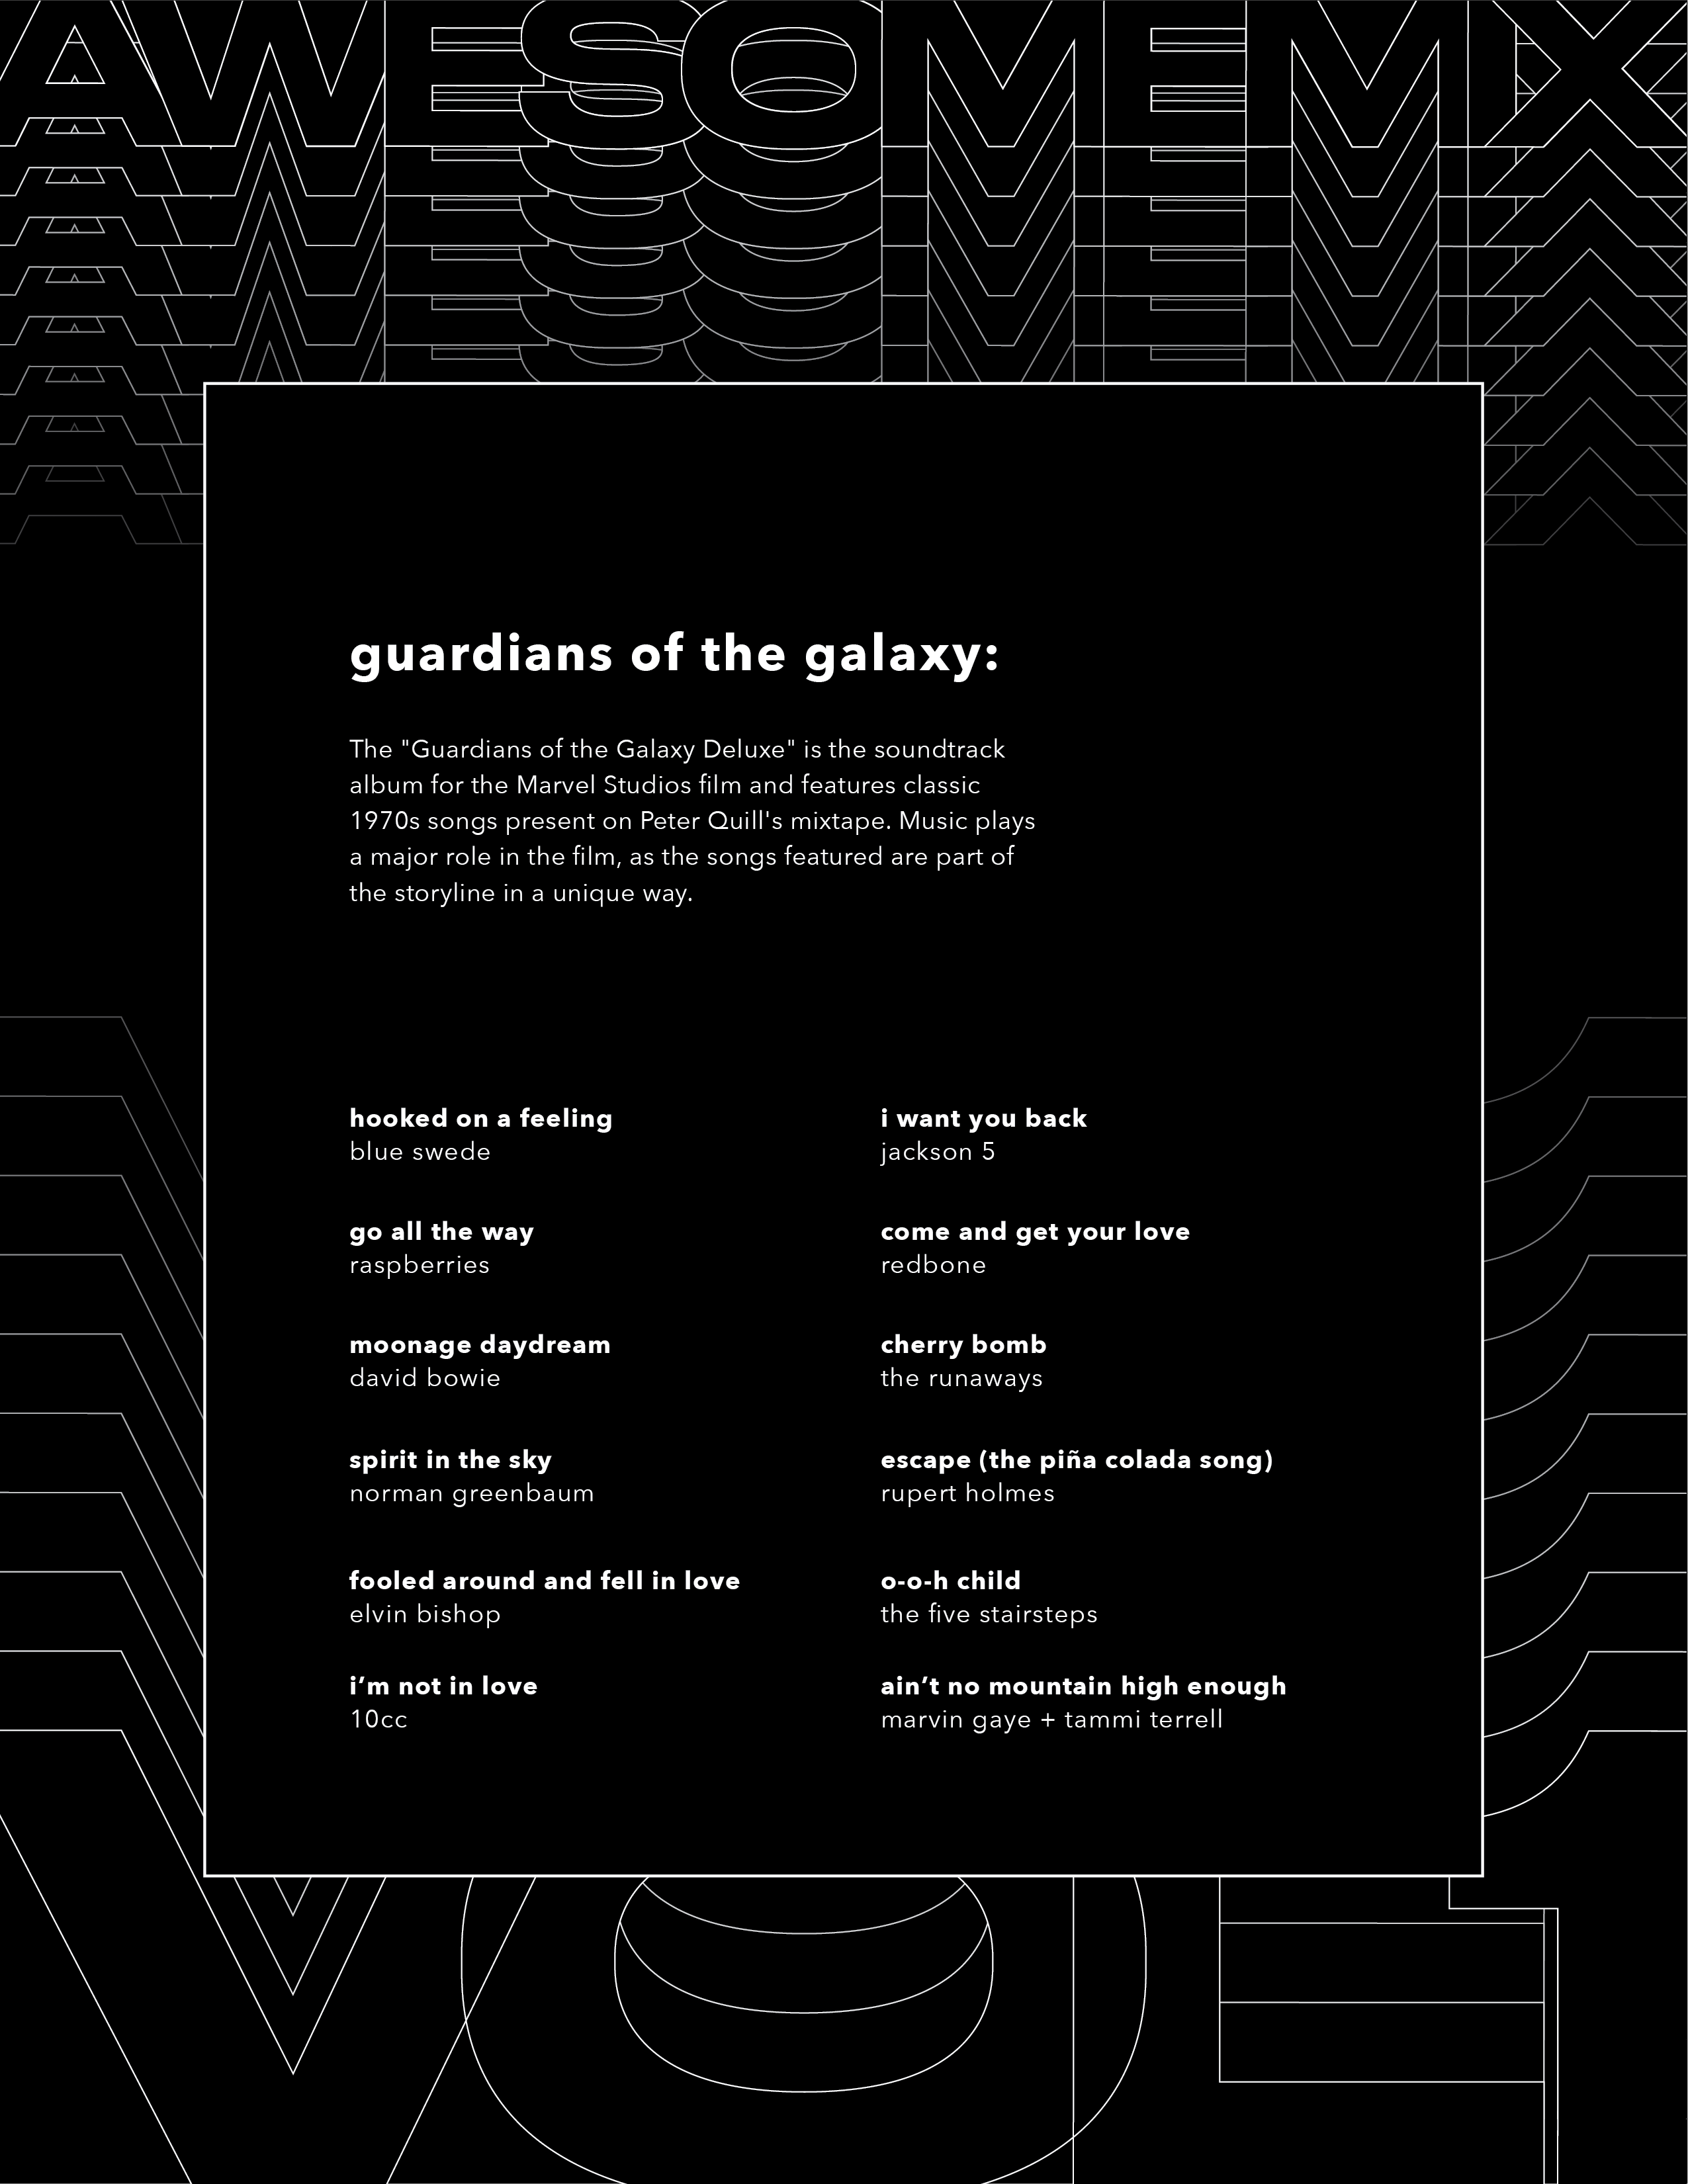 AWESOMEMIX
guardians of the galaxy:
The "Guardians of the Galaxy Deluxe" is the soundtrack
album for the Marvel Studios film and features classic
1970s songs present on Peter Quill's mixtape. Music plays
a major role in the film, as the songs featured are part of
the storyline in a unique way.
hooked on a feeling
blue swede
go all the way
raspberries
moonage daydream
david bowie
spirit in the sky
norman greenbaum
fooled around and fell in love
elvin bishop
i’m not in love
10cc
i want you back
jackson 5
come and get your love
redbone
cherry bomb
the runaways
escape (the piña colada song)
rupert holmes
o-o-h child
the five stairsteps
ain’t no mountain high enough
marvin gaye + tammi terrell